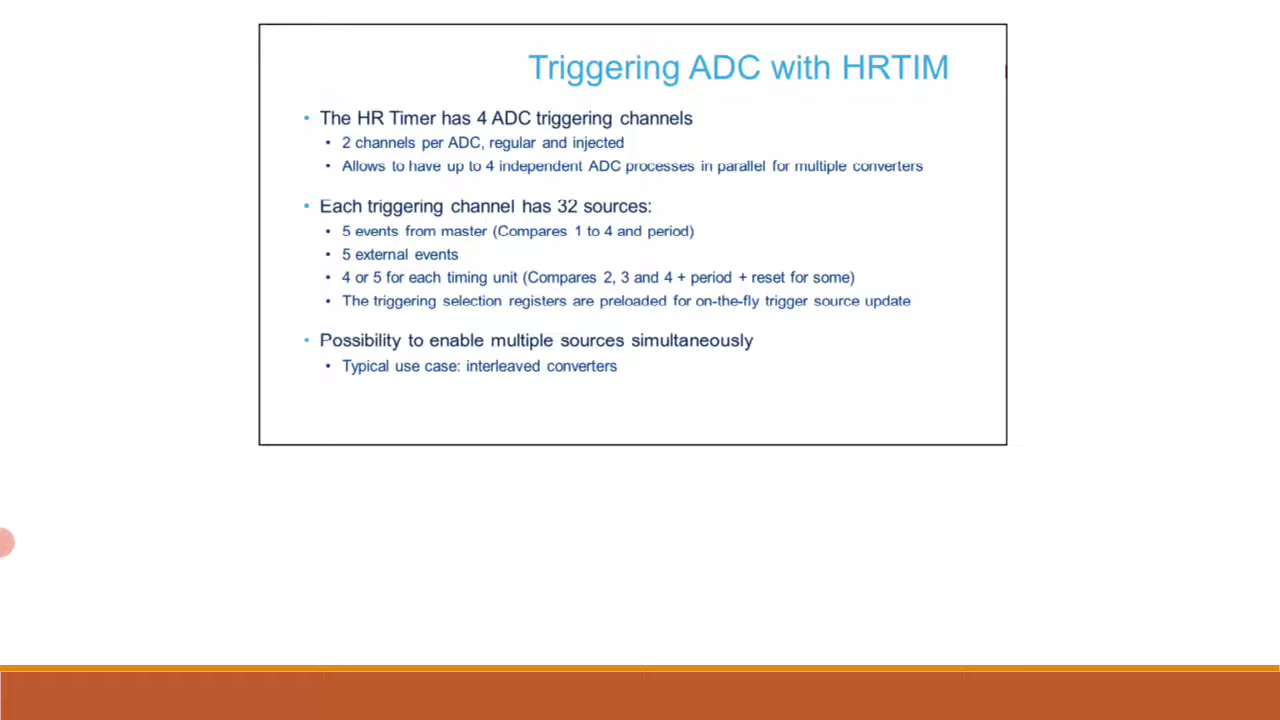 Triggering ADC with HRTIM
• The HR Timer has 4 ADC triggering channels
• 2 channels per ADC, regular and injected
• Allows to have up to 4 independent ADC processes in parallel for multiple converters
• Each triggering channel has 32 sources:
• 5 events from master (Compares 1 to 4 and period)
• 5 external events
• 4 or 5 for each timing unit (Compares 2, 3 and 4 + period + reset for some)
• The triggering selection registers are preloaded for on-the-fly trigger source update
• Possibility to enable multiple sources simultaneously
• Typical use case: interleaved converters